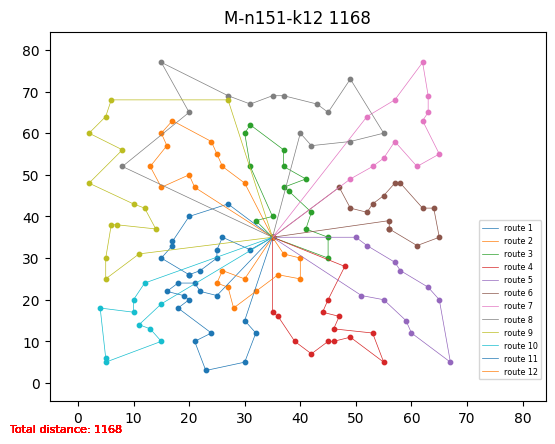 M-n151-k12 1168
80
70
60
50
40
30
20
10
0
0 10 20 30 40 50 60 70 80
route 1
route 2
route 3
route 4
route 5
route 6
route 7
route 8
route 9
route 10
route 11
route 12
Total distance: 1168